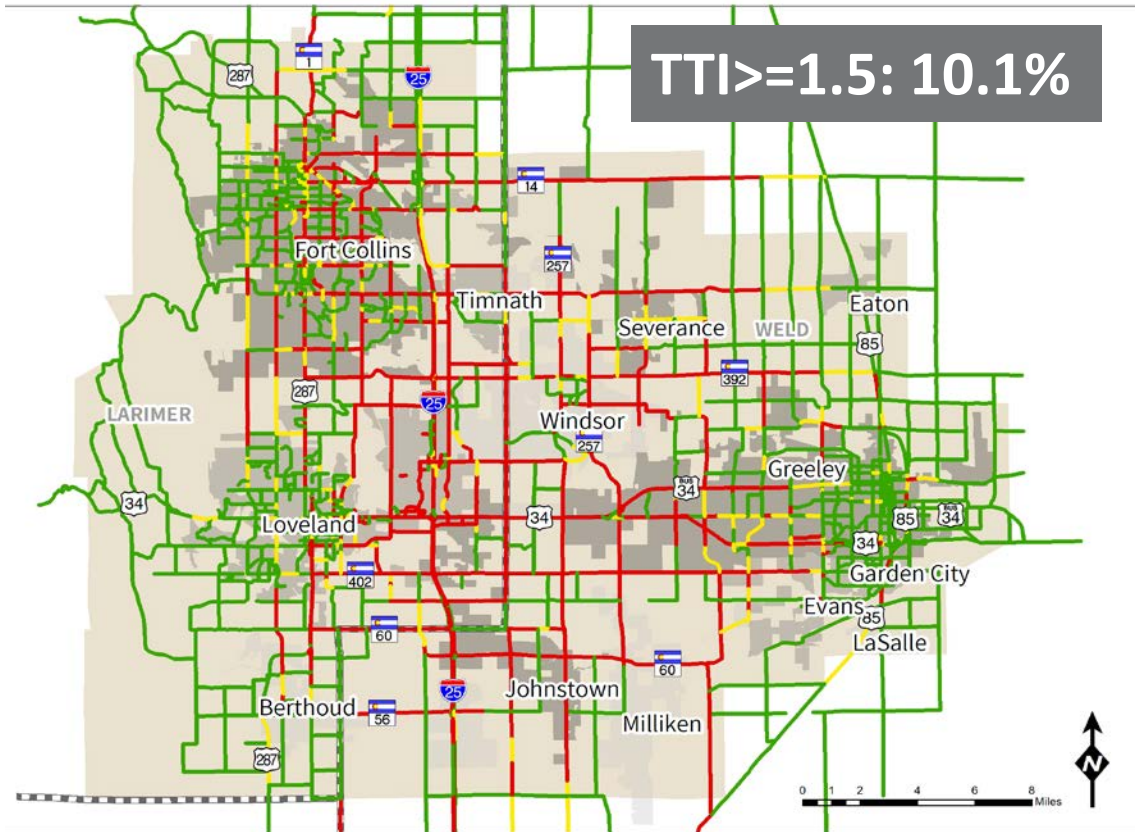 TTI>=1.5: 10.1%
1
287
25
14
Fort Collins
257
Timnath
Eaton
Severance
WELD
85
392
287
25
LARIMER
Windsor
257
Greeley
BUS
34
34
34
85
BUS
34
Loveland
34
Garden City
402
Evans
85
60
LaSalle
60
25
Johnstown
Berthoud
56
Milliken
287
N
0 1 2 4 6 8
Miles